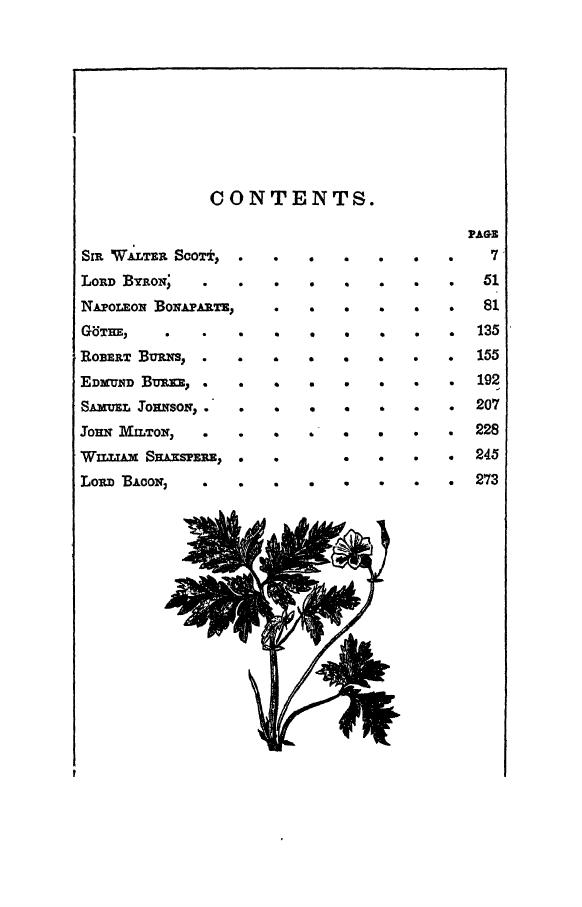 CONTENTS.
PAGE
SIR WALTER SCOTT, . . . . . . . 7
LORD BYRON, . . . . . . . . 51
NAPOLEON BONAPARTE, . . . . . . 81
GÖTHE, . . . . . . . . . 135
ROBERT BURNS, . . . . . . . . 155
EDMUND BURKE, . . . . . . . . 192
SAMUEL JOHNSON, . . . . . . . . 207
JOHN MILTON, . . . . . . . . 228
WILLIAM SHAKSPERE, . . . . . . 245
LORD BACON, . . . . . . . . 273